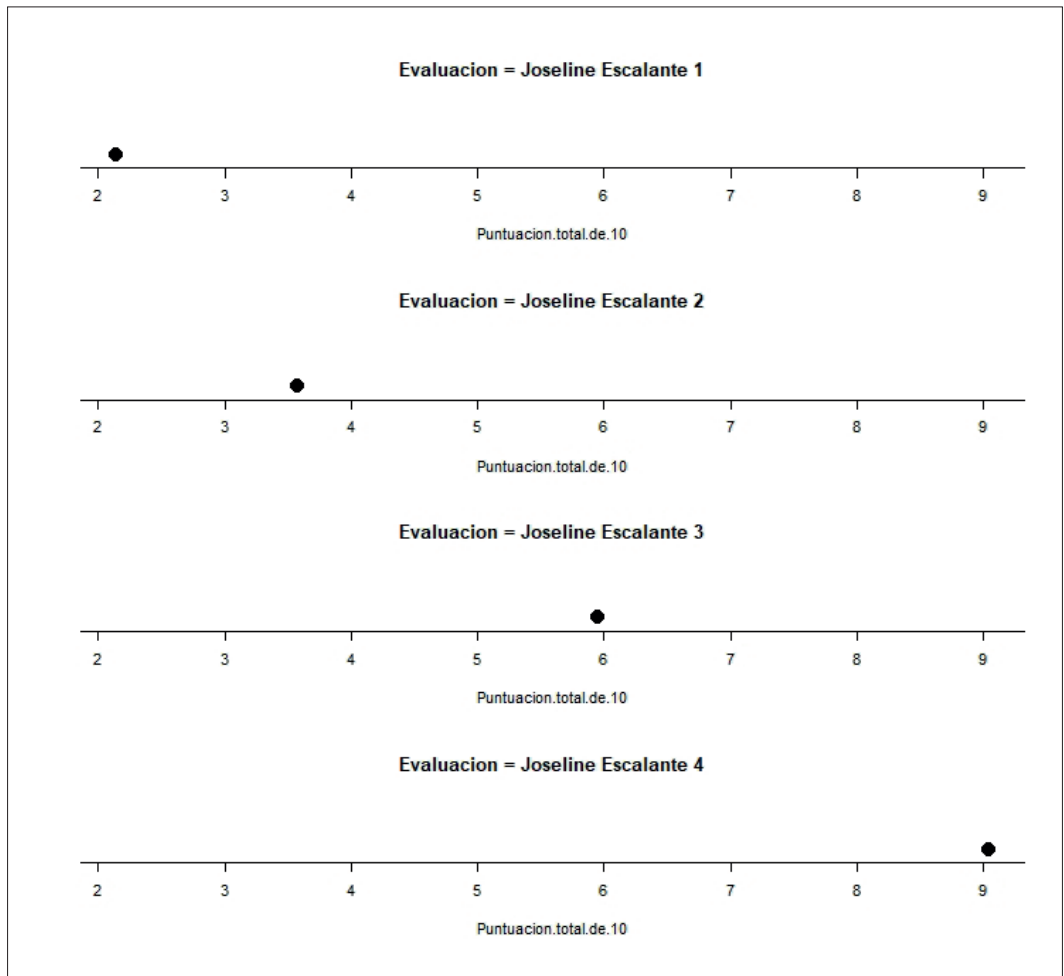 Evaluacion = Joseline Escalante 1
2 3 4 5 6 7 8 9
Puntuacion.total.de.10
Evaluacion = Joseline Escalante 2
2 3 4 5 6 7 8 9
Puntuacion.total.de.10
Evaluacion = Joseline Escalante 3
2 3 4 5 6 7 8 9
Puntuacion.total.de.10
Evaluacion = Joseline Escalante 4
2 3 4 5 6 7 8 9
Puntuacion.total.de.10